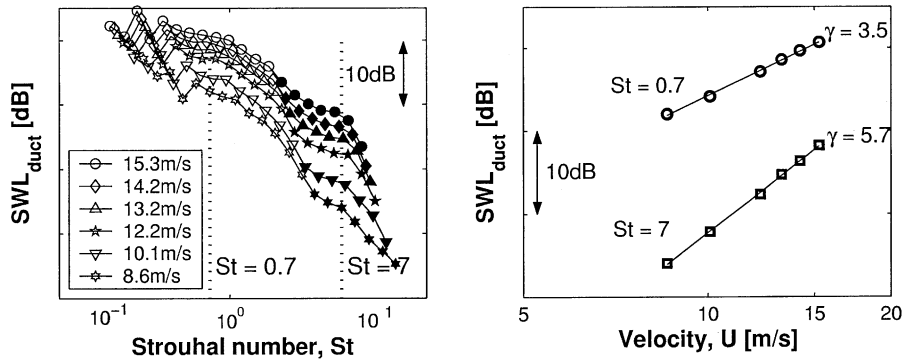 SWL_duct [dB]
10dB
15.3m/s
14.2m/s
13.2m/s
12.2m/s
10.1m/s
8.6m/s
St = 0.7
St = 7
10^-1
10^0
10^1
Strouhal number, St
SWL_duct [dB]
γ = 3.5
St = 0.7
γ = 5.7
10dB
St = 7
5
10
15
20
Velocity, U [m/s]